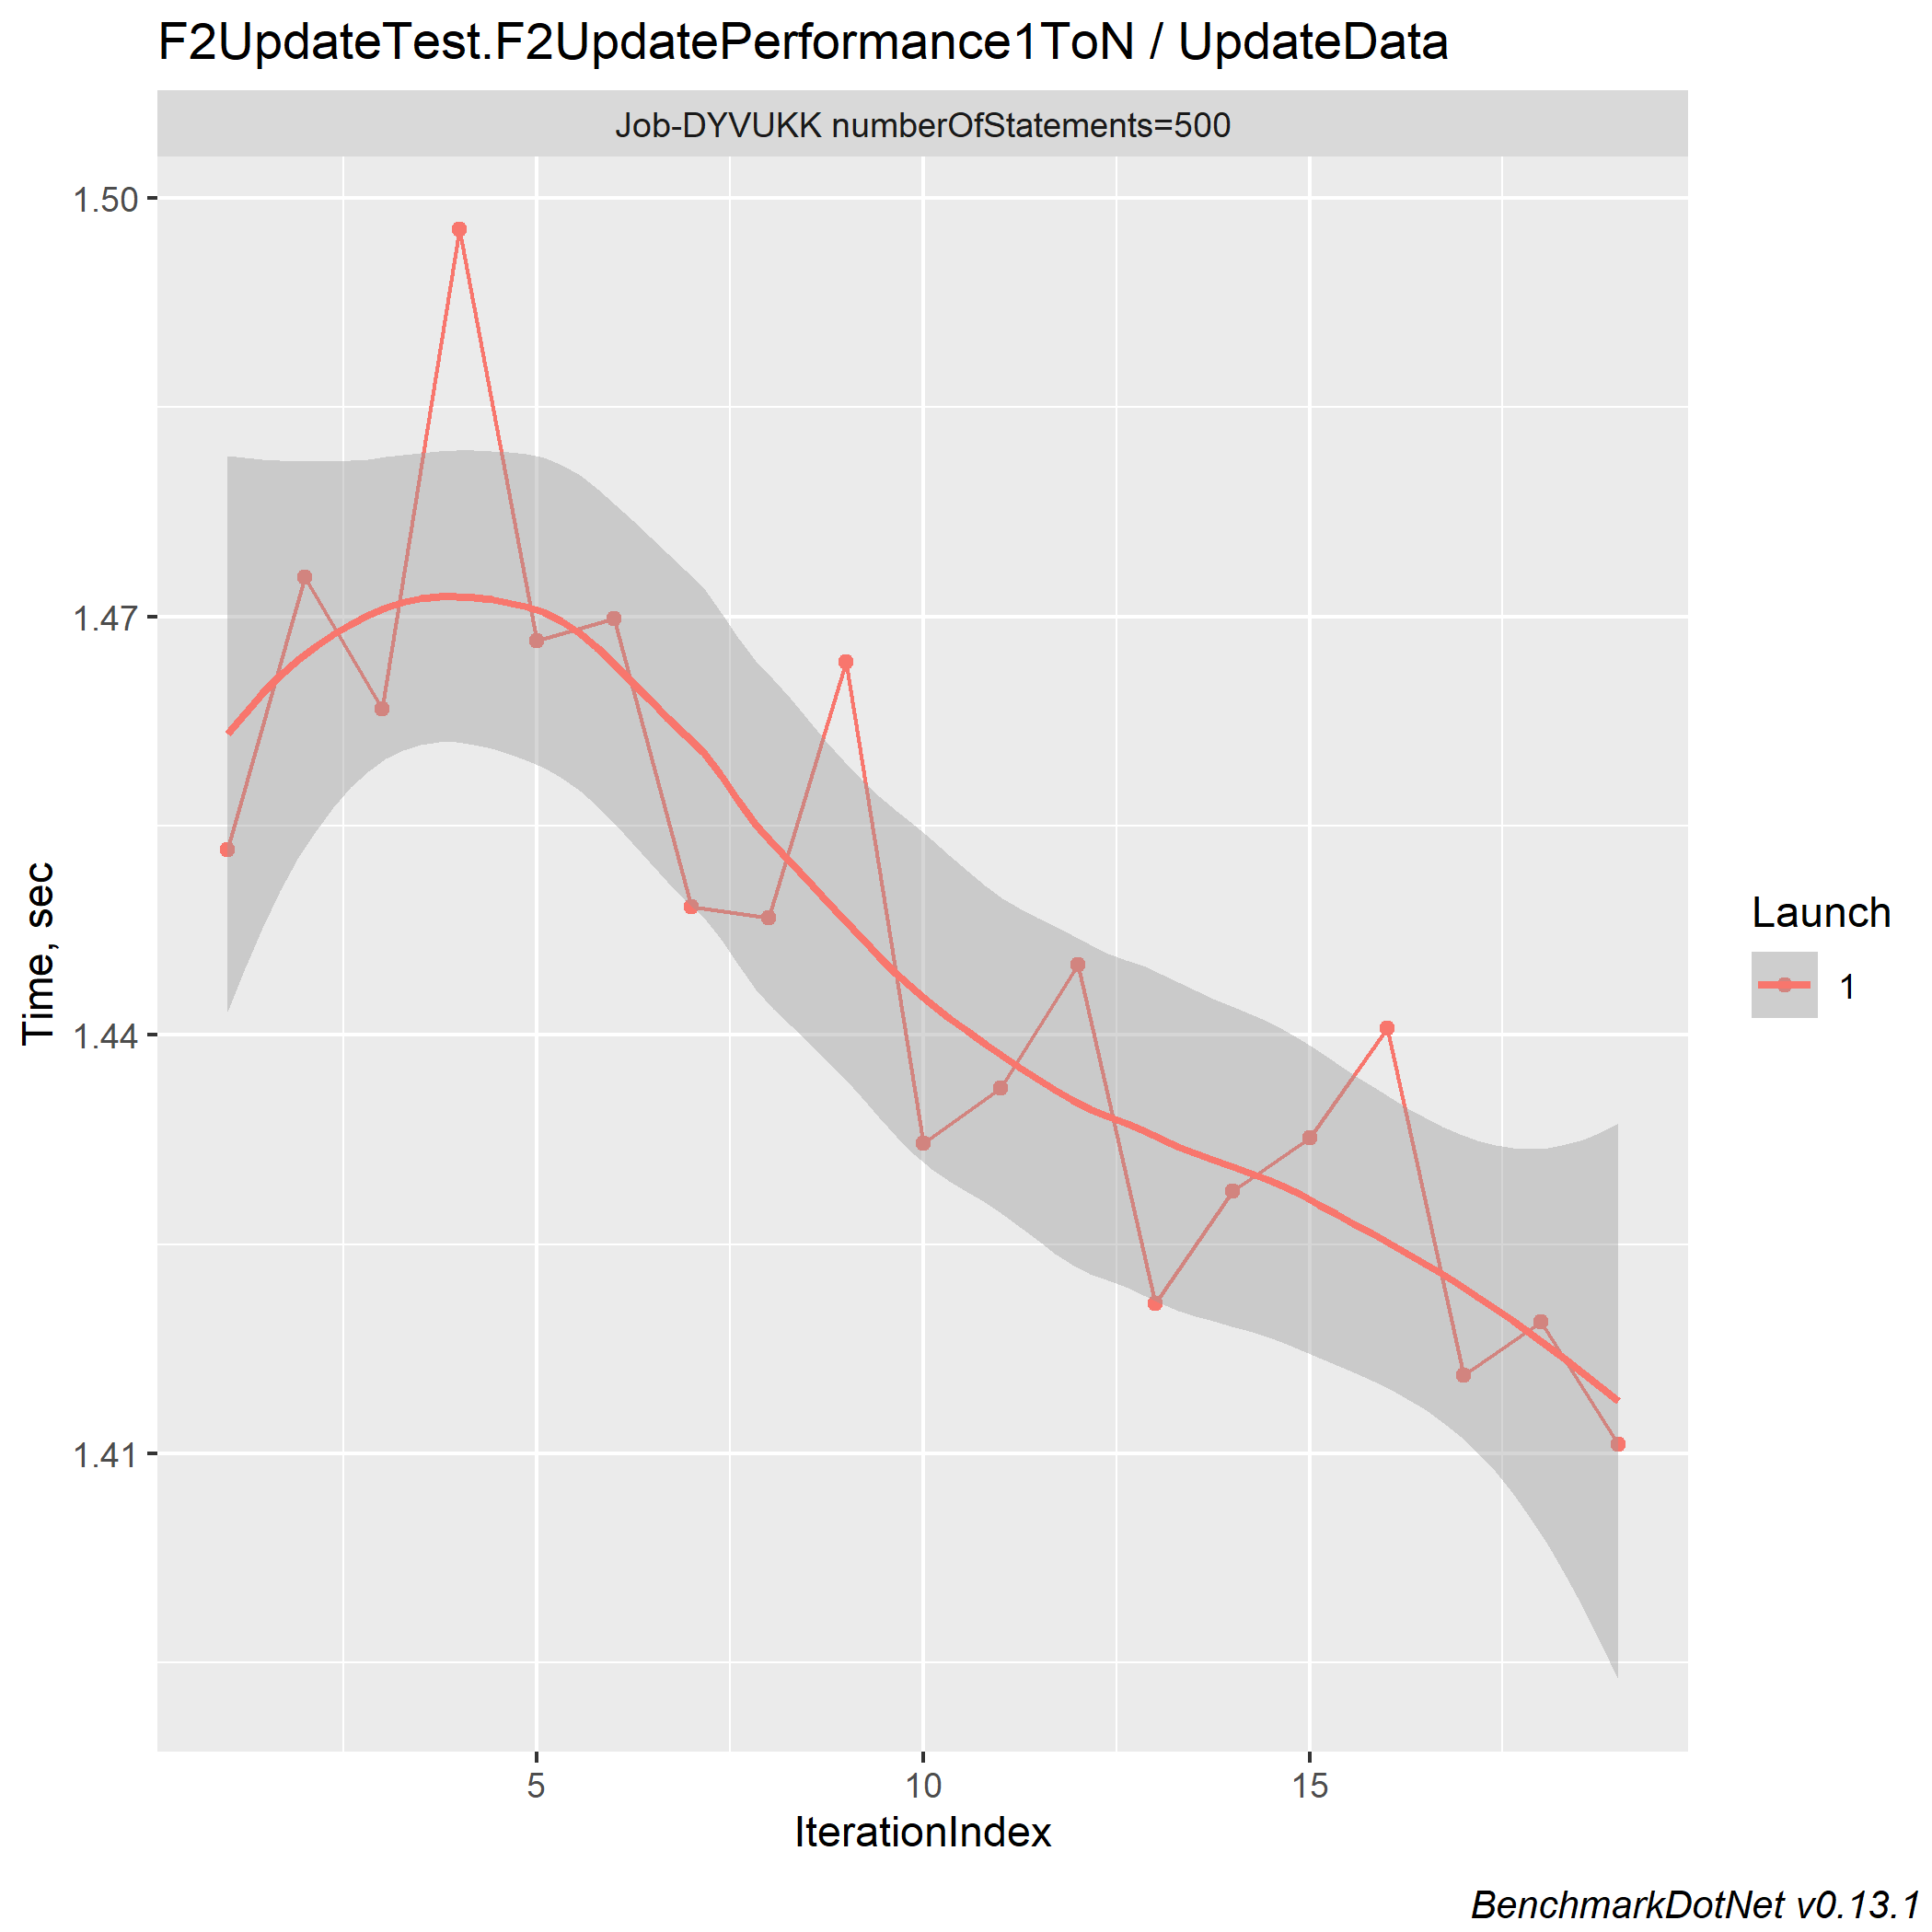 F2UpdateTest.F2UpdatePerformance1ToN / UpdateData
Job-DYVUKK numberOfStatements=500
1.50
1.47
1.44
1.41
Time, sec
5 10 15
IterationIndex
Launch
1
BenchmarkDotNet v0.13.1